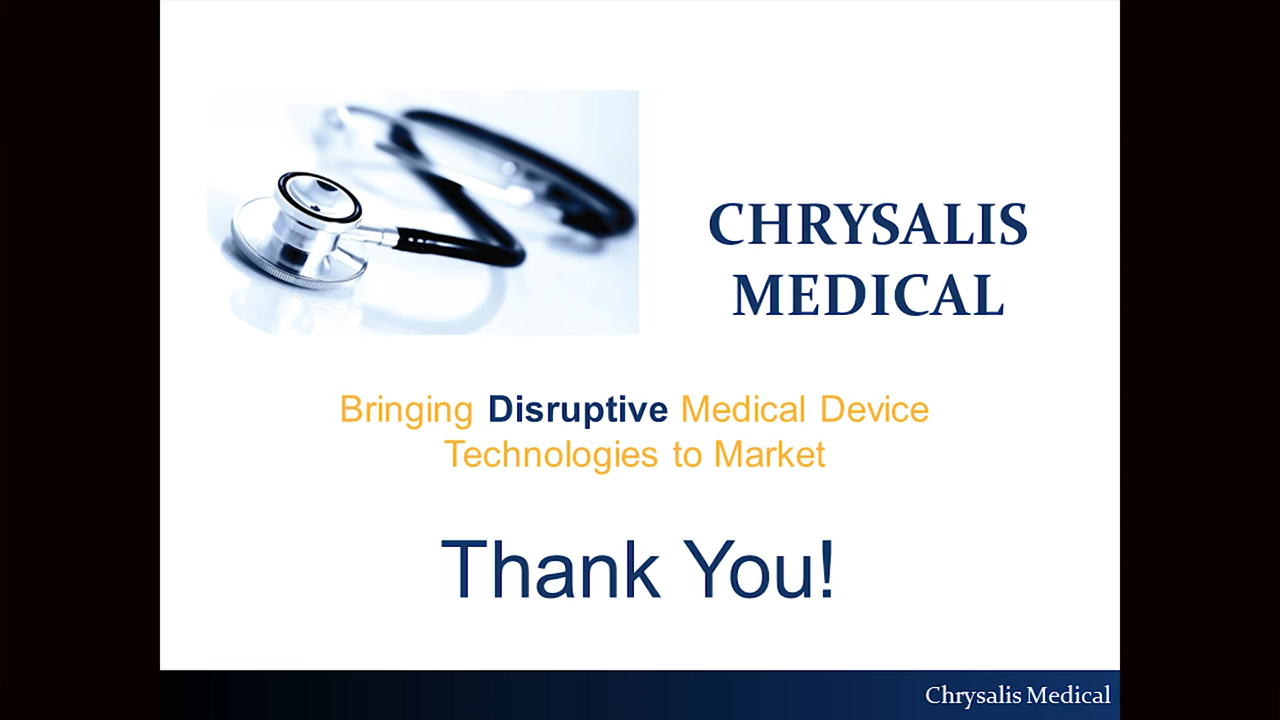 CHRYSALIS
MEDICAL
Bringing Disruptive Medical Device
Technologies to Market
Thank You!
Chrysalis Medical